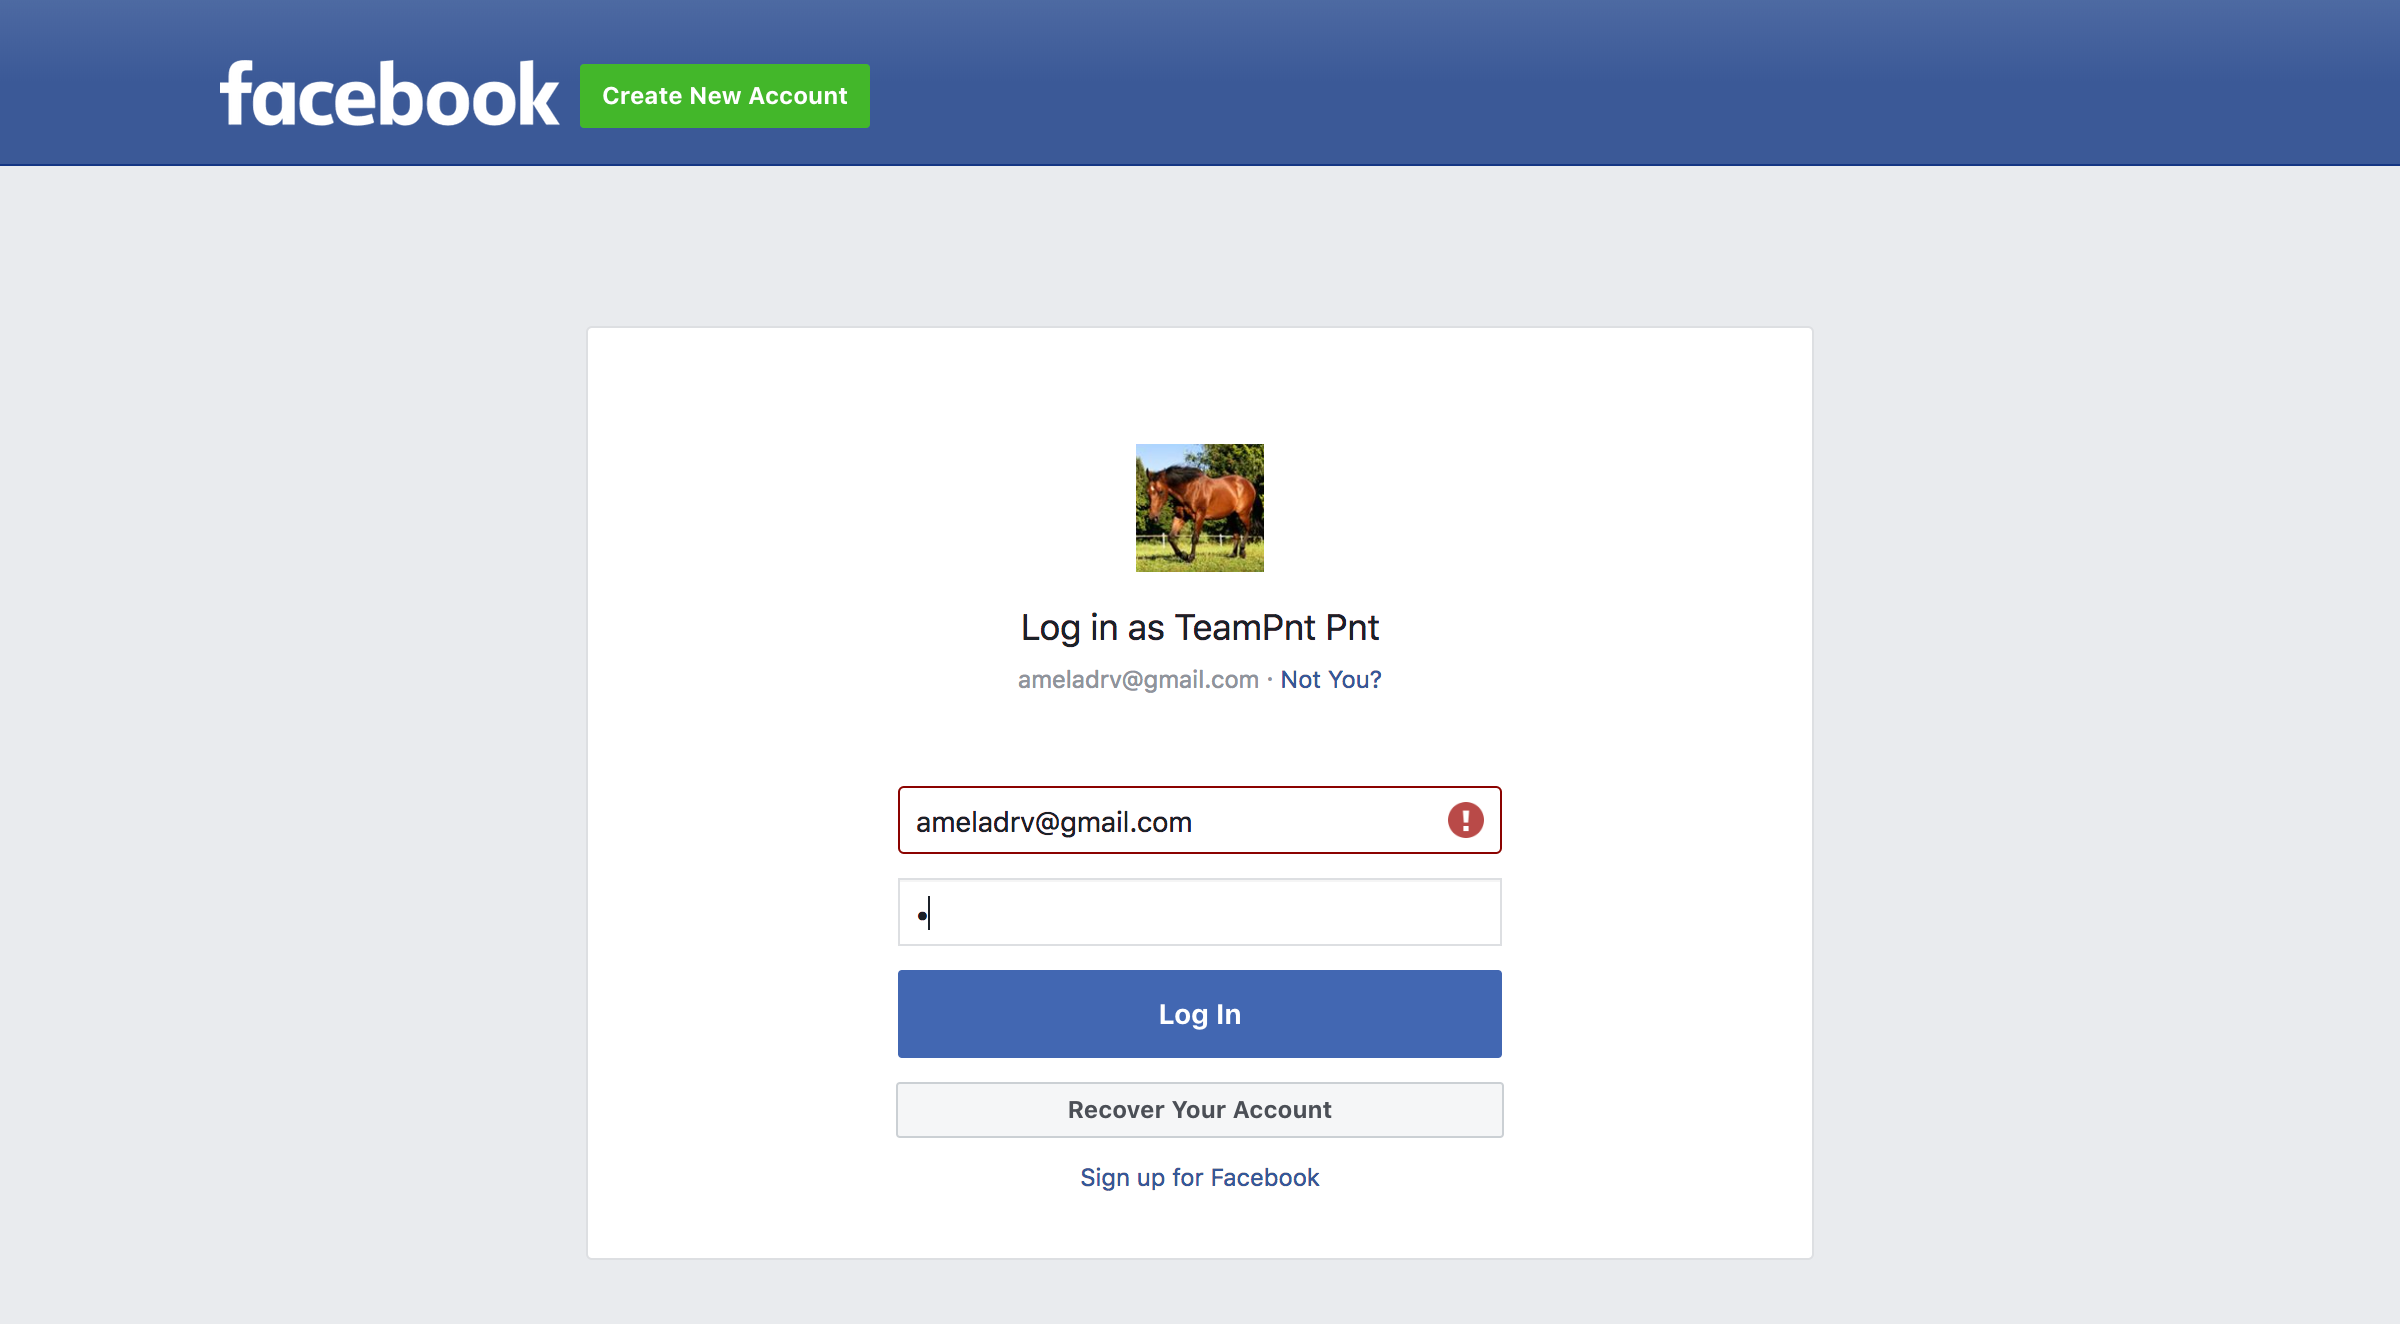 facebook Create New Account
Log in as TeamPnt Pnt
ameladrv@gmail.com · Not You?
ameladrv@gmail.com
•
Log In
Recover Your Account
Sign up for Facebook